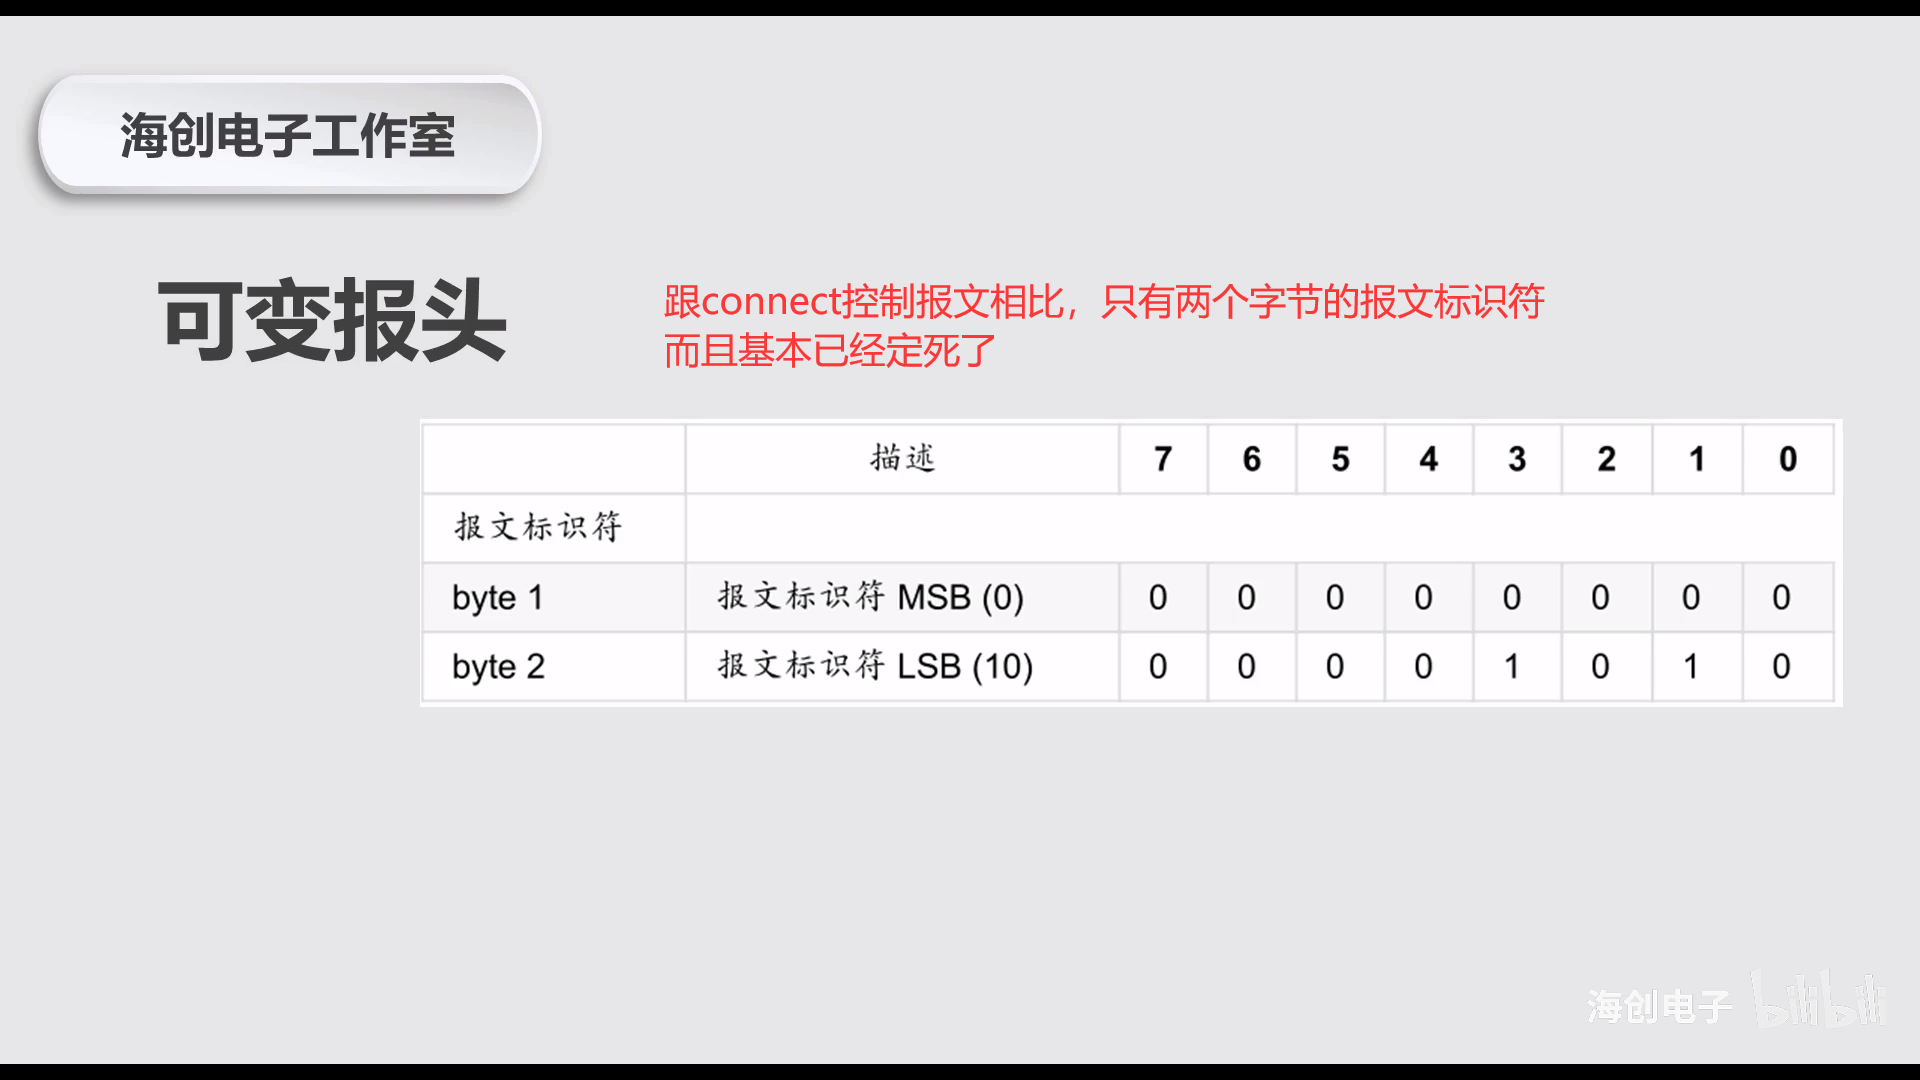 海创电子工作室
可变报头
跟connect控制报文相比，只有两个字节的报文标识符
而且基本已经定死了
描述 7 6 5 4 3 2 1 0
报文标识符
byte 1 报文标识符 MSB (0) 0 0 0 0 0 0 0 0
byte 2 报文标识符 LSB (10) 0 0 0 0 1 0 1 0
海创电子 bilibili